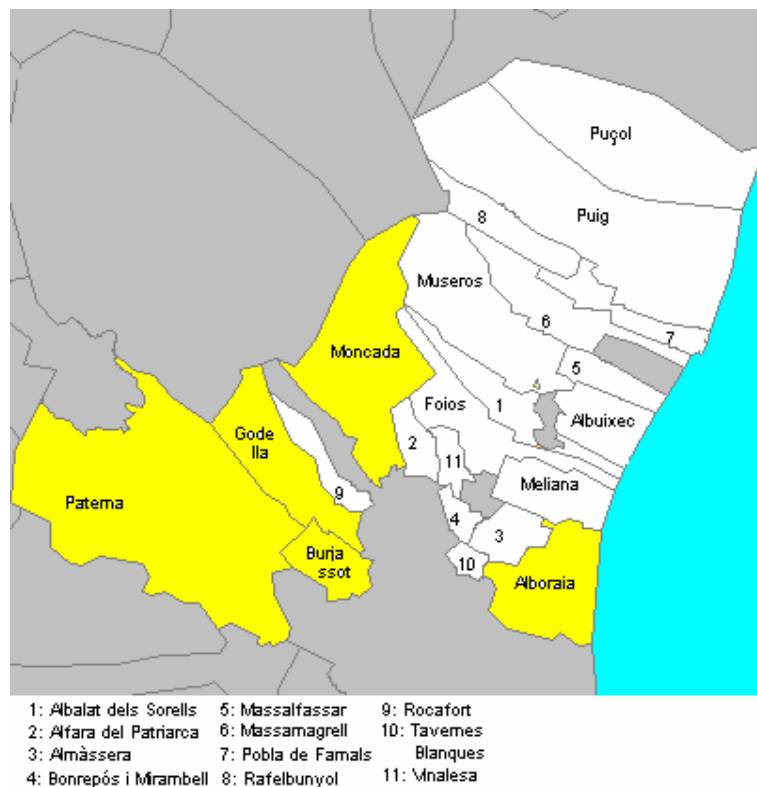 Puçol
Puig
8
Museros
6
7
Moncada
5
Foios
1
Albuixec
Gode
lla
2
11
Meliana
Paterna
9
4
3
Burja
ssot
10
Alboraia
1: Albalat dels Sorells
2: Alfara del Patriarca
3: Almàssera
4: Bonrepós i Mirambell
5: Massalfassar
6: Massamagrell
7: Pobla de Farnals
8: Rafelbunyol
9: Rocafort
10: Tavernes
Blanques
11: Vinalesa